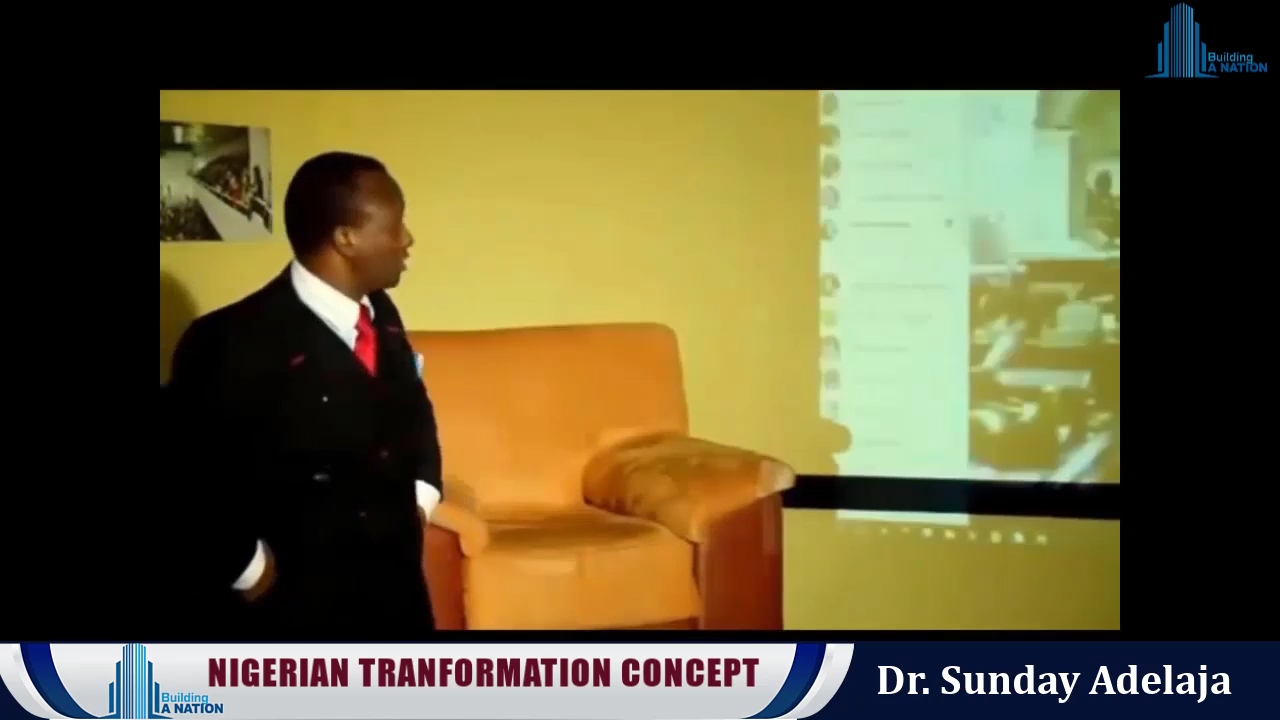 Building
A NATION
NIGERIAN TRANFORMATION CONCEPT
Building
A NATION
Dr. Sunday Adelaja